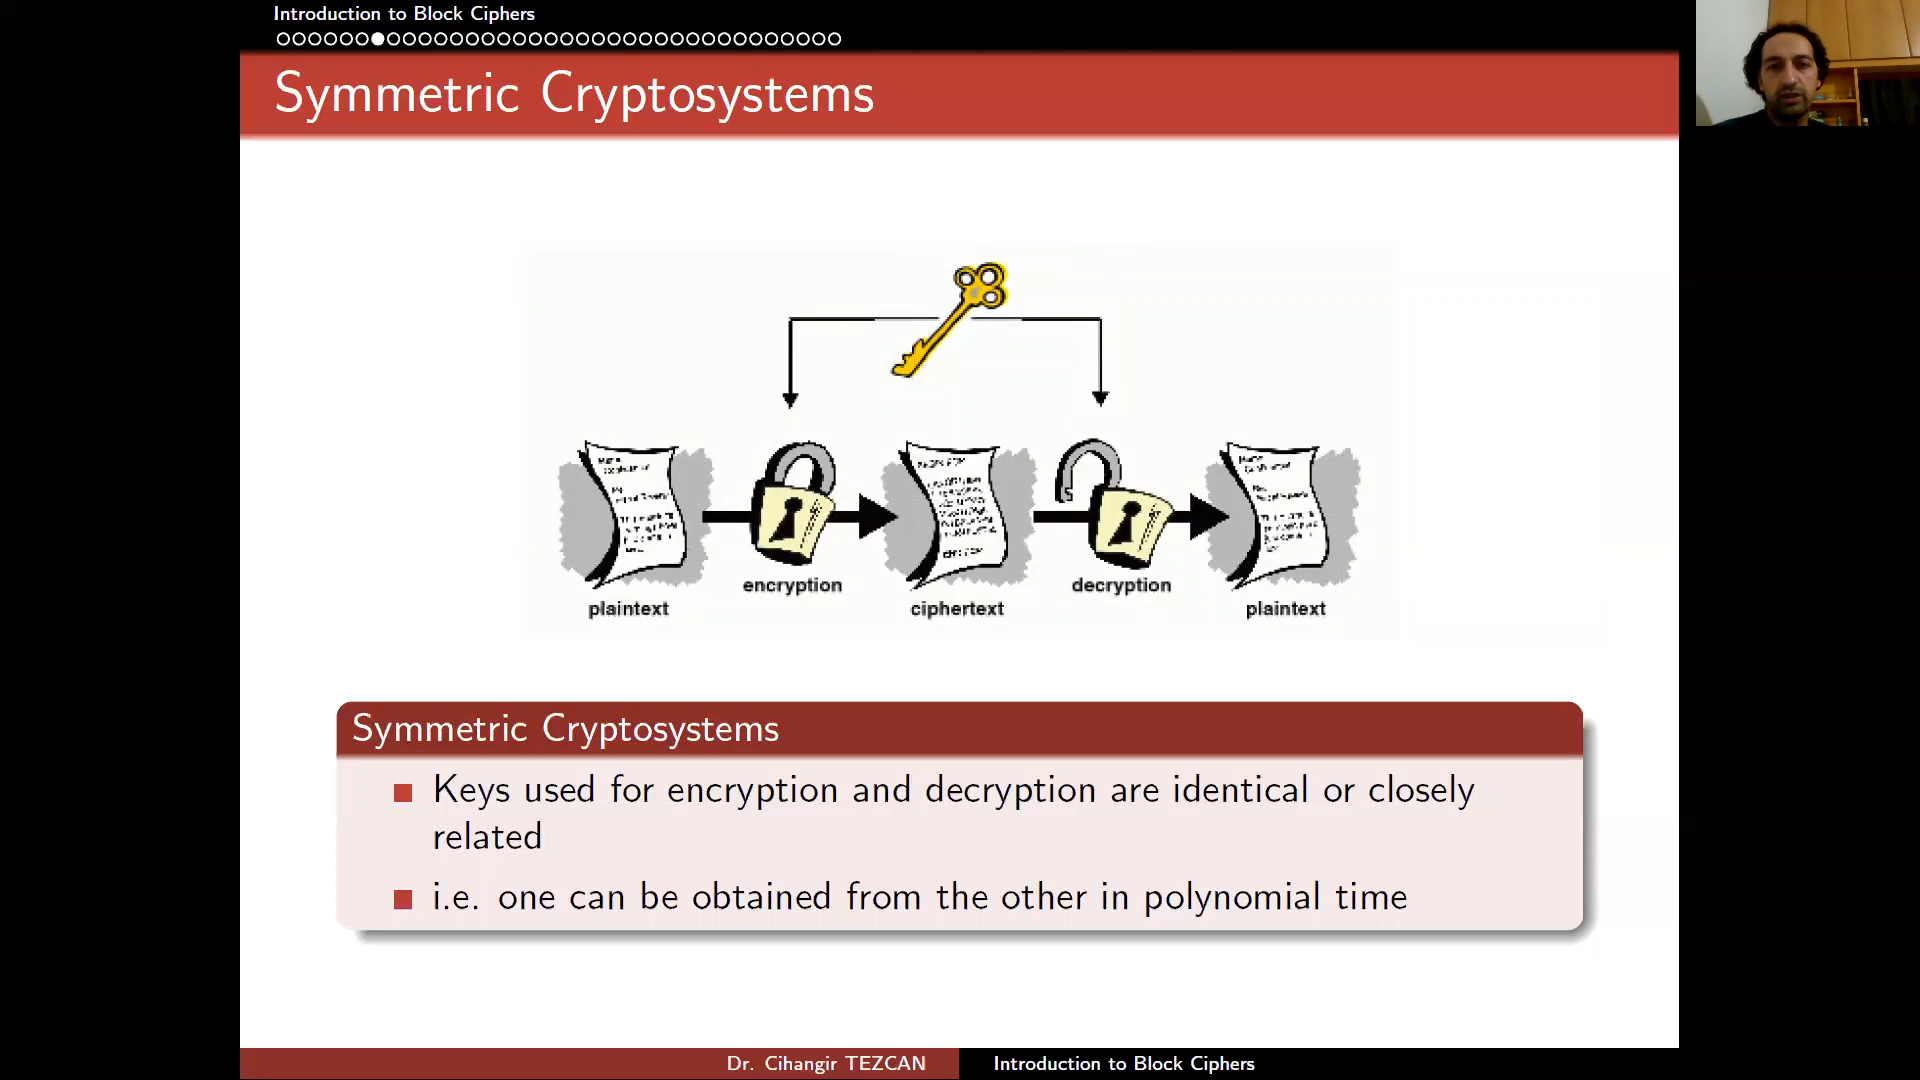 Introduction to Block Ciphers
Symmetric Cryptosystems
encryption
decryption
plaintext
ciphertext
plaintext
Symmetric Cryptosystems
Keys used for encryption and decryption are identical or closely
related
i.e. one can be obtained from the other in polynomial time
Dr. Cihangir TEZCAN
Introduction to Block Ciphers